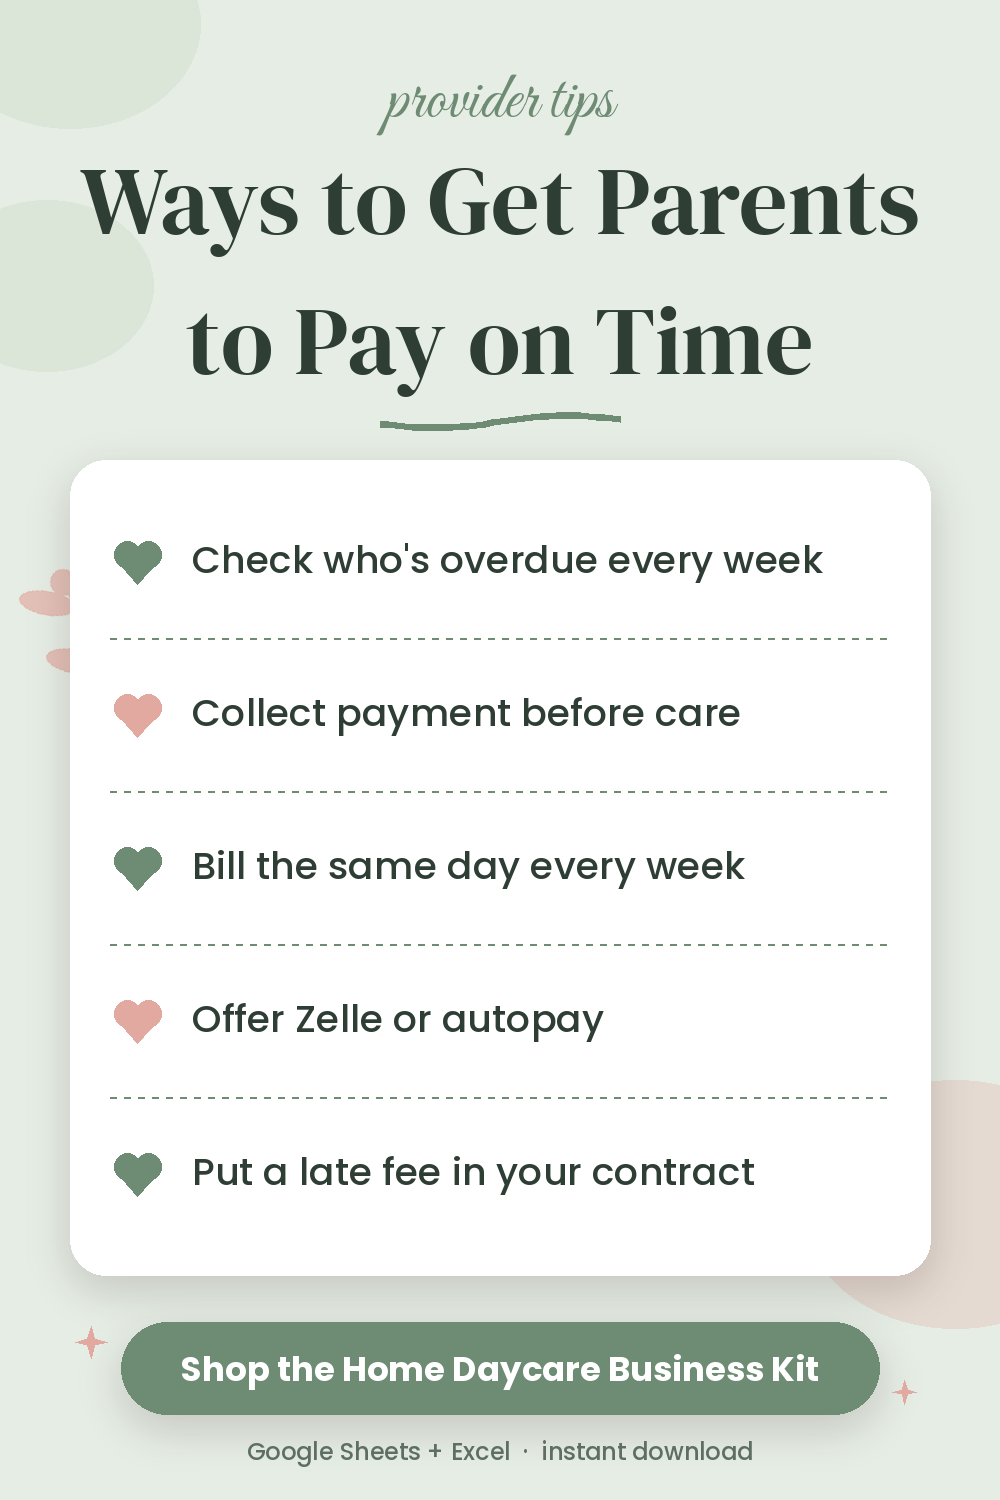 provider tips
Ways to Get Parents
to Pay on Time
Check who's overdue every week
Collect payment before care
Bill the same day every week
Offer Zelle or autopay
Put a late fee in your contract
Shop the Home Daycare Business Kit
Google Sheets + Excel · instant download